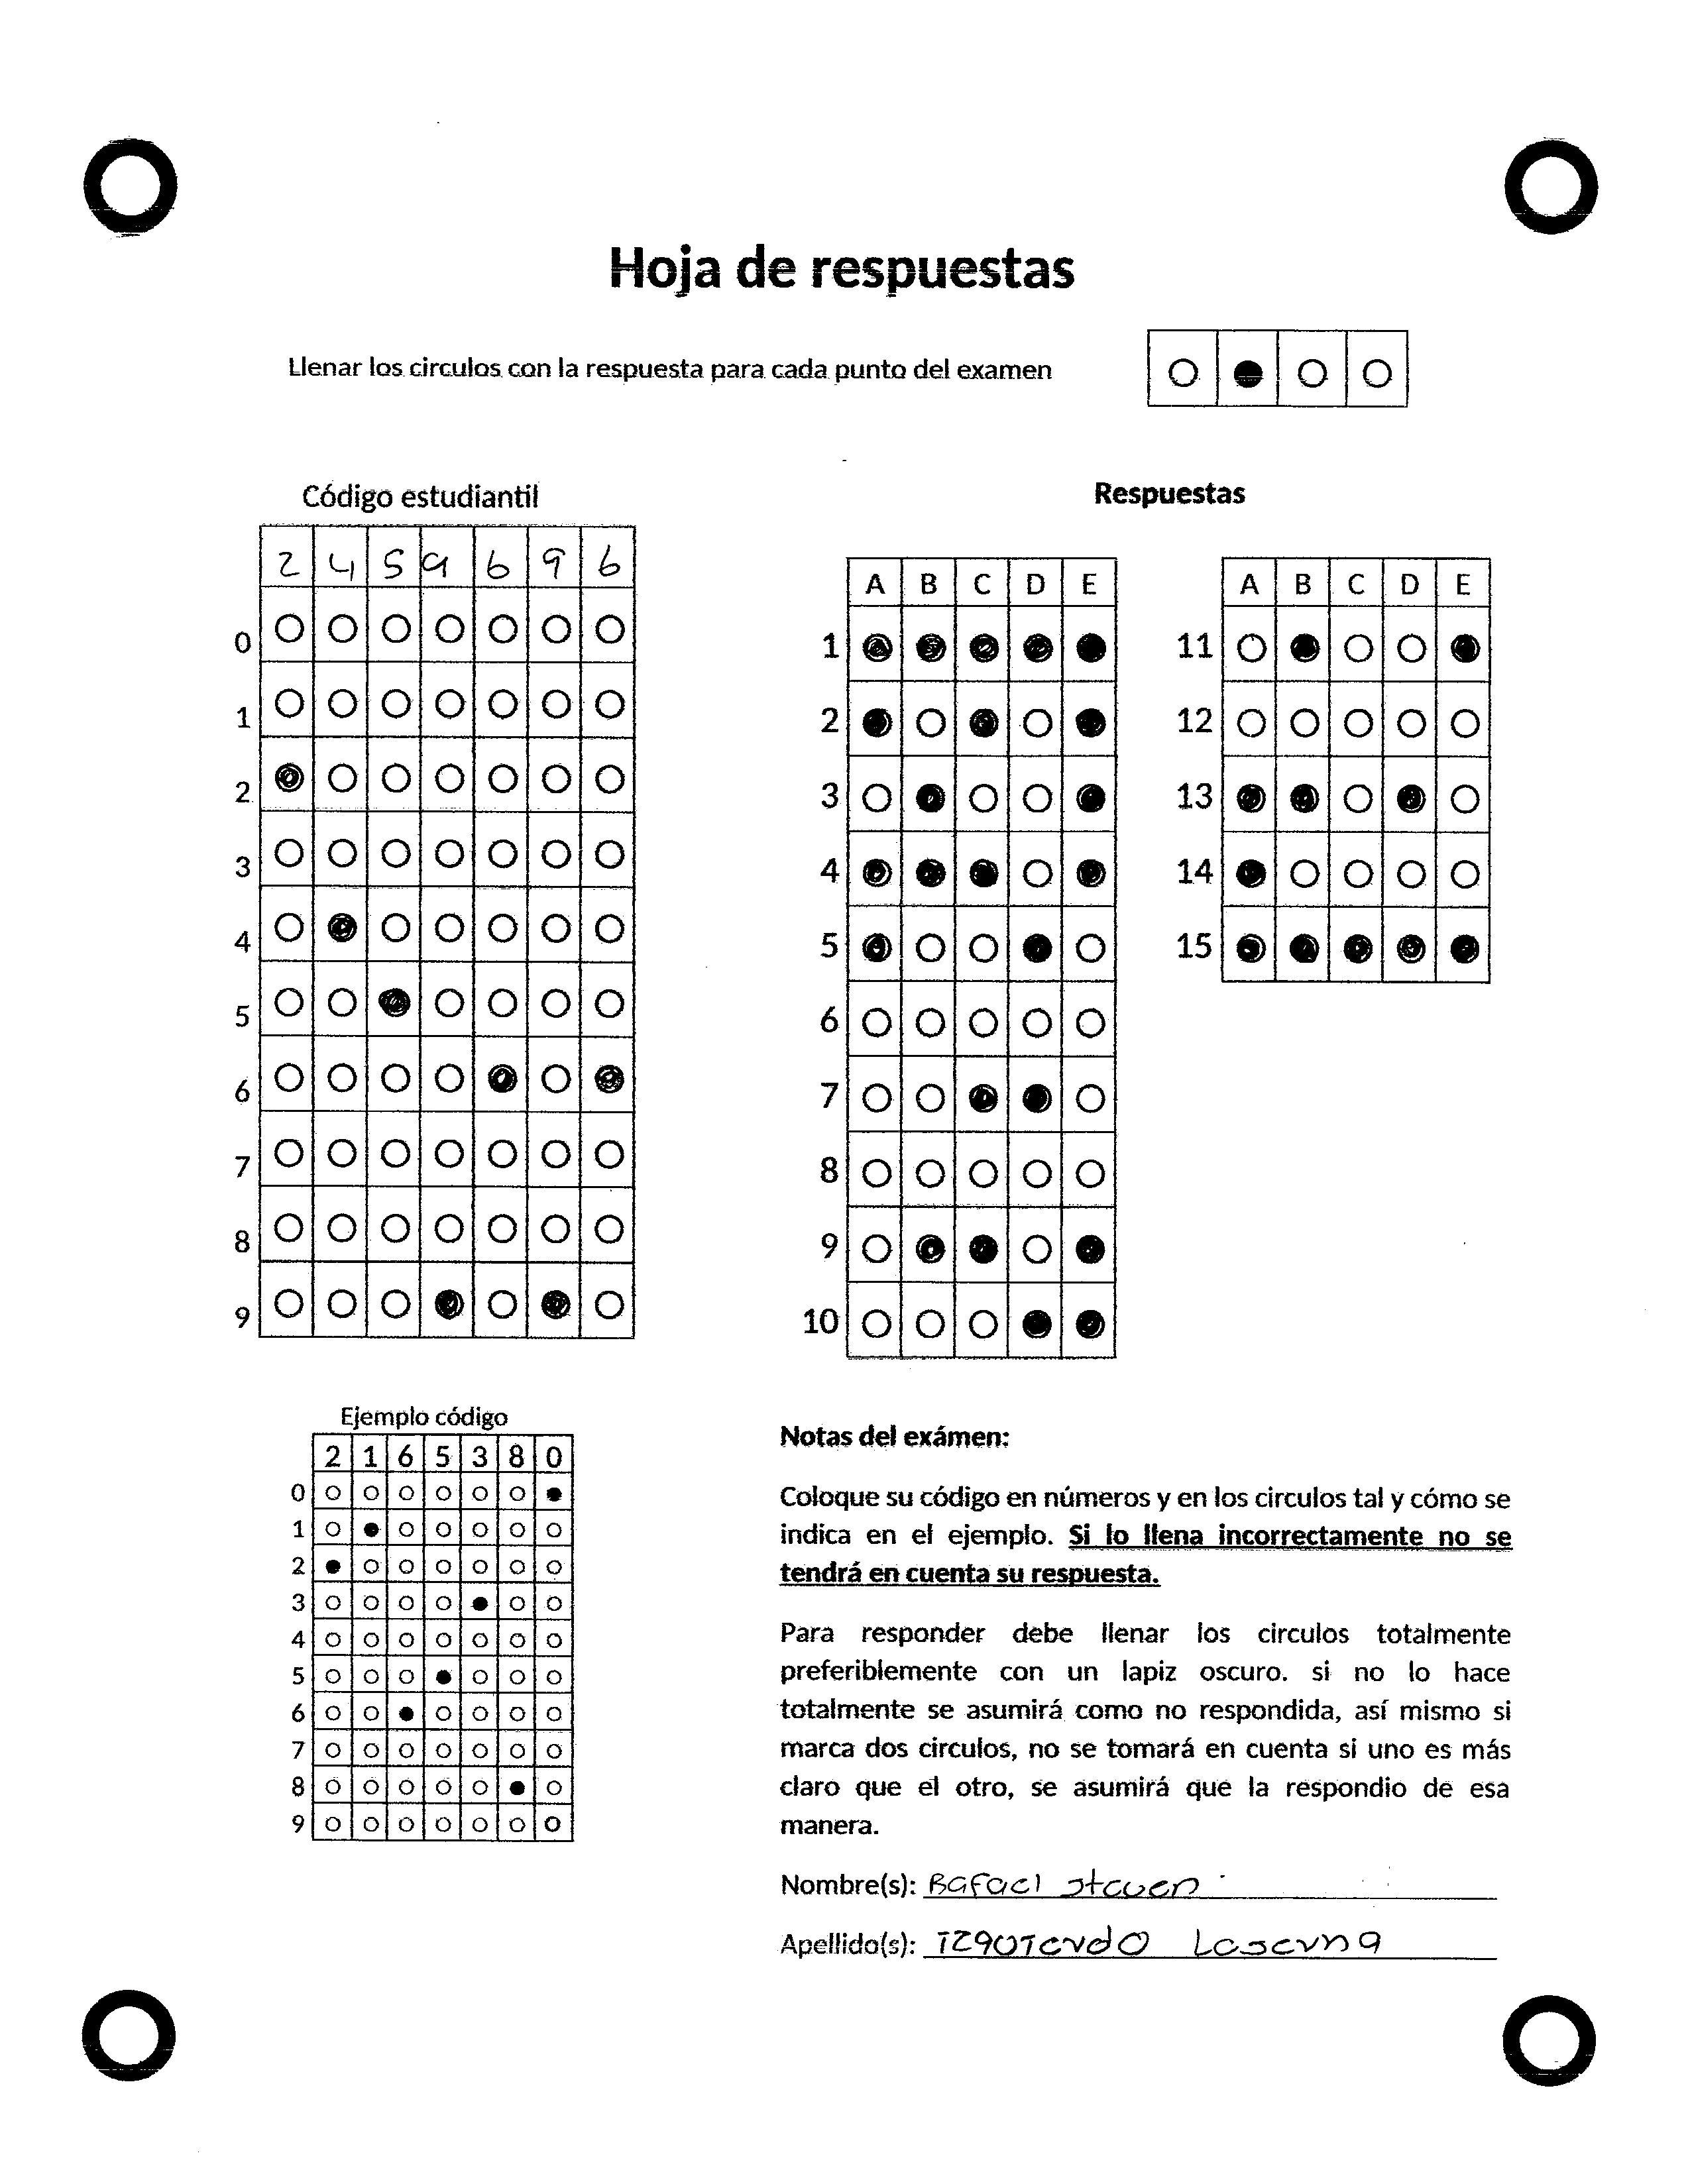 Hoja de respuestas
Llenar los circulos con la respuesta para cada punto del examen
Código estudiantil
2 4 5 9 6 9 6
0
1
2
3
4
5
6
7
8
9
Respuestas
A B C D E
1
2
3
4
5
6
7
8
9
10
A B C D E
11
12
13
14
15
Ejemplo código
2 1 6 5 3 8 0
0
1
2
3
4
5
6
7
8
9
Notas del exámen:
Coloque su código en números y en los circulos tal y cómo se
indica en el ejemplo. Si lo llena incorrectamente no se
tendrá en cuenta su respuesta.
Para responder debe llenar los circulos totalmente
preferiblemente con un lapiz oscuro. si no lo hace
totalmente se asumirá como no respondida, así mismo si
marca dos circulos, no se tomará en cuenta si uno es más
claro que el otro, se asumirá que la respondio de esa
manera.
Nombre(s): Rafael steven
Apellido(s): Izquierdo Laserna